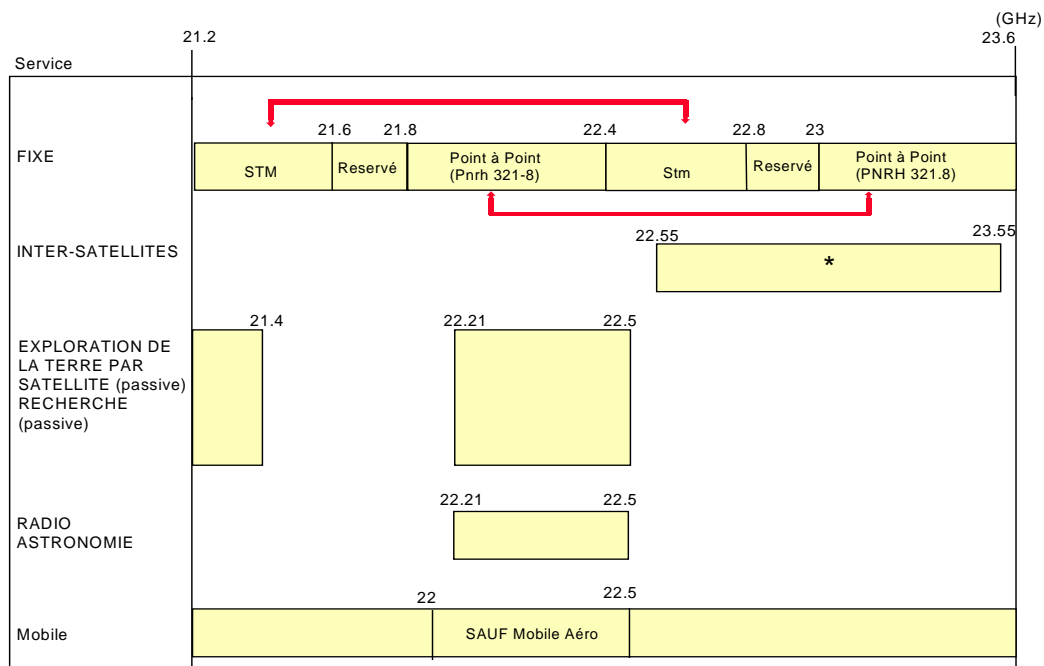 (GHz)
21.2 23.6
Service
21.6 21.8 22.4 22.8 23
FIXE
STM
Reservé
Point à Point
(Pnrh 321-8)
Stm
Reservé
Point à Point
(PNRH 321.8)
22.55 23.55
INTER-SATELLITES
*
21.4 22.21 22.5
EXPLORATION DE
LA TERRE PAR
SATELLITE (passive)
RECHERCHE
(passive)
22.21 22.5
RADIO
ASTRONOMIE
22 22.5
Mobile
SAUF Mobile Aéro